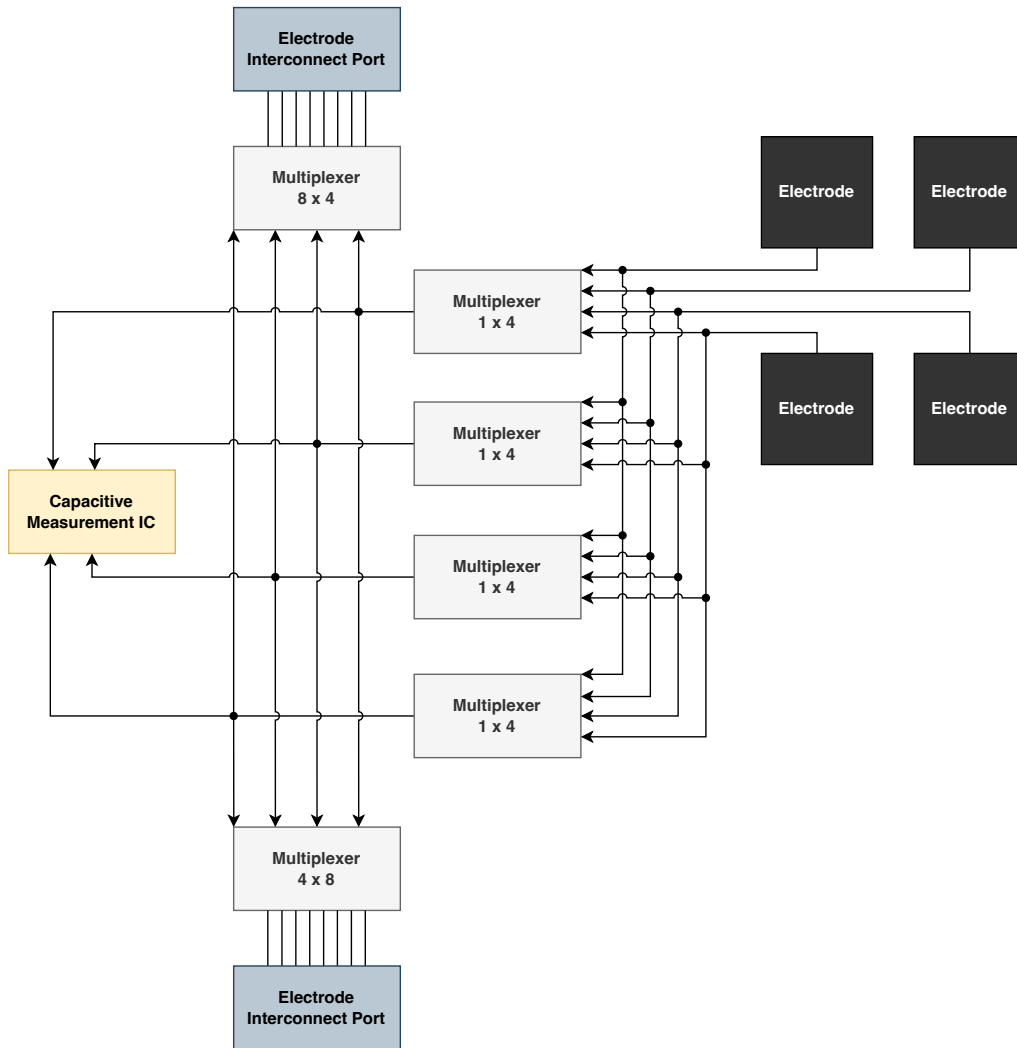 Electrode
Interconnect Port
Multiplexer
8 x 4
Electrode
Electrode
Multiplexer
1 x 4
Electrode
Electrode
Multiplexer
1 x 4
Capacitive
Measurement IC
Multiplexer
1 x 4
Multiplexer
1 x 4
Multiplexer
4 x 8
Electrode
Interconnect Port